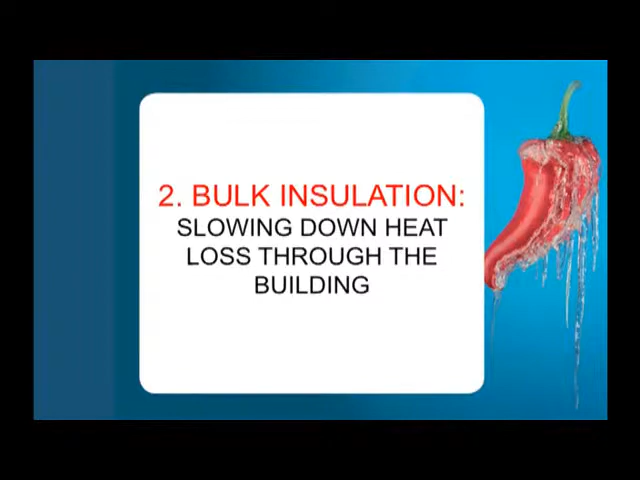 2. BULK INSULATION:
SLOWING DOWN HEAT
LOSS THROUGH THE
BUILDING